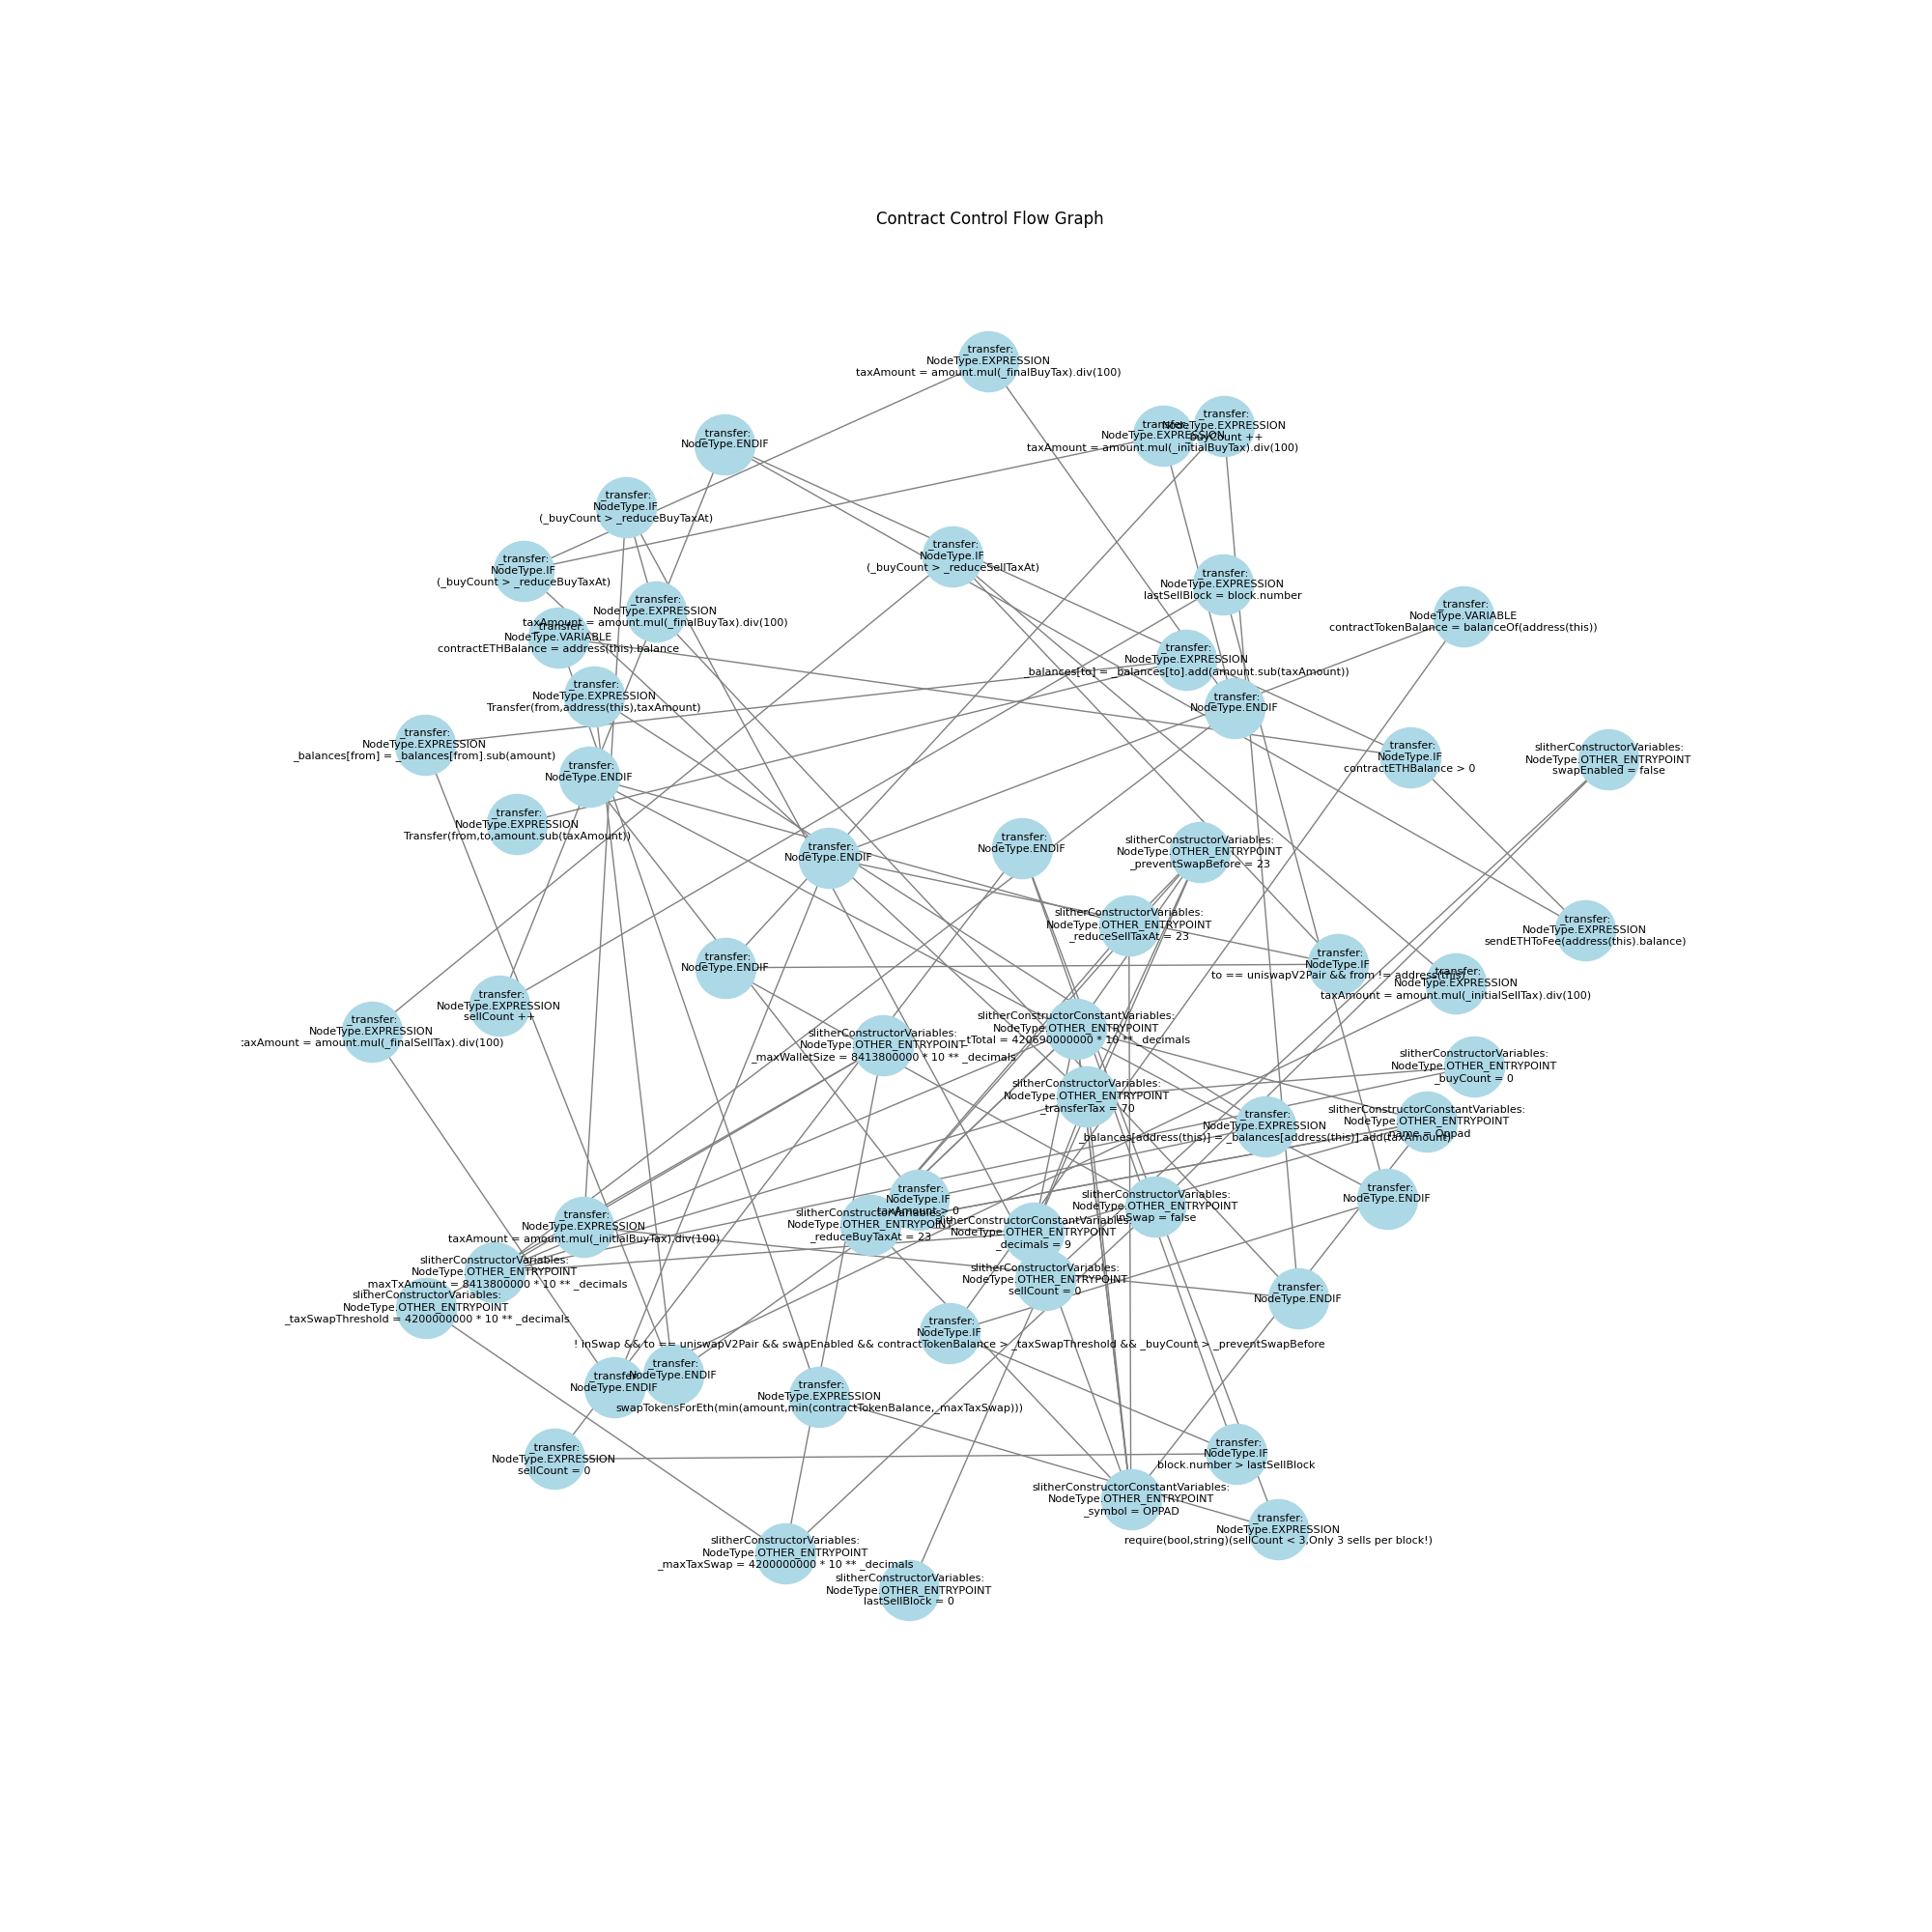 Contract Control Flow Graph
_transfer:
NodeType.EXPRESSION
taxAmount = amount.mul(_finalBuyTax).div(100)
_transfer:
NodeType.EXPRESSION
_buyCount ++
_transfer:
NodeType.EXPRESSION
taxAmount = amount.mul(_initialBuyTax).div(100)
_transfer:
NodeType.ENDIF
_transfer:
NodeType.IF
(_buyCount > _reduceBuyTaxAt)
_transfer:
NodeType.IF
(_buyCount > _reduceSellTaxAt)
_transfer:
NodeType.IF
(_buyCount > _reduceBuyTaxAt)
_transfer:
NodeType.EXPRESSION
lastSellBlock = block.number
_transfer:
NodeType.EXPRESSION
taxAmount = amount.mul(_finalBuyTax).div(100)
_transfer:
NodeType.VARIABLE
contractTokenBalance = balanceOf(address(this))
_transfer:
NodeType.VARIABLE
contractETHBalance = address(this).balance
_transfer:
NodeType.EXPRESSION
_balances[to] = _balances[to].add(amount.sub(taxAmount))
_transfer:
NodeType.EXPRESSION
Transfer(from,address(this),taxAmount)
_transfer:
NodeType.ENDIF
_transfer:
NodeType.EXPRESSION
_balances[from] = _balances[from].sub(amount)
_transfer:
NodeType.IF
contractETHBalance > 0
slitherConstructorVariables:
NodeType.OTHER_ENTRYPOINT
swapEnabled = false
_transfer:
NodeType.ENDIF
_transfer:
NodeType.EXPRESSION
Transfer(from,to,amount.sub(taxAmount))
_transfer:
NodeType.ENDIF
_transfer:
NodeType.ENDIF
slitherConstructorVariables:
NodeType.OTHER_ENTRYPOINT
_preventSwapBefore = 23
slitherConstructorVariables:
NodeType.OTHER_ENTRYPOINT
_reduceSellTaxAt = 23
_transfer:
NodeType.EXPRESSION
sendETHToFee(address(this).balance)
_transfer:
NodeType.ENDIF
_transfer:
NodeType.IF
to == uniswapV2Pair && from != address(this)
_transfer:
NodeType.EXPRESSION
taxAmount = amount.mul(_initialSellTax).div(100)
_transfer:
NodeType.EXPRESSION
sellCount ++
_transfer:
NodeType.EXPRESSION
taxAmount = amount.mul(_finalSellTax).div(100)
slitherConstructorConstantVariables:
NodeType.OTHER_ENTRYPOINT
_tTotal = 420690000000 * 10 ** _decimals
slitherConstructorVariables:
NodeType.OTHER_ENTRYPOINT
_maxWalletSize = 8413800000 * 10 ** _decimals
slitherConstructorVariables:
NodeType.OTHER_ENTRYPOINT
_buyCount = 0
slitherConstructorVariables:
NodeType.OTHER_ENTRYPOINT
_transferTax = 70
slitherConstructorConstantVariables:
NodeType.OTHER_ENTRYPOINT
_name = Oppad
_transfer:
NodeType.EXPRESSION
_balances[address(this)] = _balances[address(this)].add(taxAmount)
_transfer:
NodeType.ENDIF
_transfer:
NodeType.IF
taxAmount > 0
slitherConstructorVariables:
NodeType.OTHER_ENTRYPOINT
inSwap = false
_transfer:
NodeType.EXPRESSION
taxAmount = amount.mul(_initialBuyTax).div(100)
slitherConstructorVariables:
NodeType.OTHER_ENTRYPOINT
_reduceBuyTaxAt = 23
slitherConstructorConstantVariables:
NodeType.OTHER_ENTRYPOINT
_decimals = 9
slitherConstructorVariables:
NodeType.OTHER_ENTRYPOINT
_maxTxAmount = 8413800000 * 10 ** _decimals
slitherConstructorVariables:
NodeType.OTHER_ENTRYPOINT
sellCount = 0
slitherConstructorVariables:
NodeType.OTHER_ENTRYPOINT
_taxSwapThreshold = 4200000000 * 10 ** _decimals
_transfer:
NodeType.ENDIF
_transfer:
NodeType.IF
! inSwap && to == uniswapV2Pair && swapEnabled && contractTokenBalance > _taxSwapThreshold && _buyCount > _preventSwapBefore
_transfer:
NodeType.ENDIF
_transfer:
NodeType.ENDIF
_transfer:
NodeType.EXPRESSION
swapTokensForEth(min(amount,min(contractTokenBalance,_maxTaxSwap)))
_transfer:
NodeType.EXPRESSION
sellCount = 0
_transfer:
NodeType.IF
block.number > lastSellBlock
slitherConstructorConstantVariables:
NodeType.OTHER_ENTRYPOINT
_symbol = OPPAD
_transfer:
NodeType.EXPRESSION
require(bool,string)(sellCount < 3,Only 3 sells per block!)
slitherConstructorVariables:
NodeType.OTHER_ENTRYPOINT
_maxTaxSwap = 4200000000 * 10 ** _decimals
slitherConstructorVariables:
NodeType.OTHER_ENTRYPOINT
lastSellBlock = 0